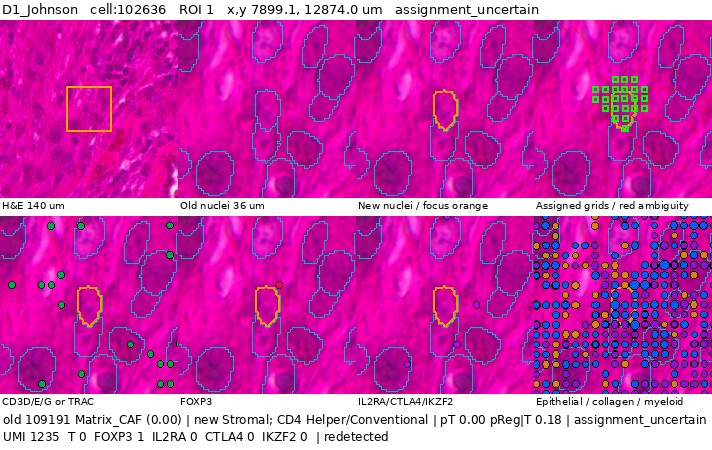 D1_Johnson cell:102636 ROI 1 x,y 7899.1, 12874.0 um assignment_uncertain
H&E 140 um
Old nuclei 36 um
New nuclei / focus orange
Assigned grids / red ambiguity
CD3D/E/G or TRAC
FOXP3
IL2RA/CTLA4/IKZF2
Epithelial / collagen / myeloid
old 109191 Matrix_CAF (0.00) | new Stromal; CD4 Helper/Conventional | pT 0.00 pReg|T 0.18 | assignment_uncertain
UMI 1235 T 0 FOXP3 1 IL2RA 0 CTLA4 0 IKZF2 0 | redetected